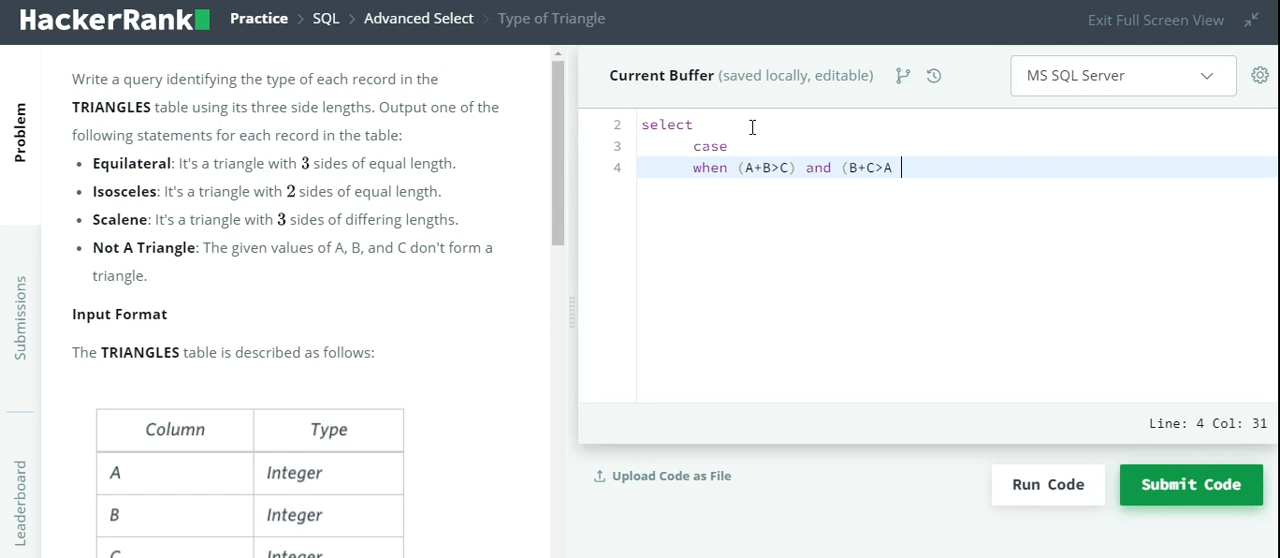 HackerRank Practice > SQL > Advanced Select > Type of Triangle Exit Full Screen View
Problem
Submissions
Leaderboard
Write a query identifying the type of each record in the
TRIANGLES table using its three side lengths. Output one of the
following statements for each record in the table:
• Equilateral: It's a triangle with 3 sides of equal length.
• Isosceles: It's a triangle with 2 sides of equal length.
• Scalene: It's a triangle with 3 sides of differing lengths.
• Not A Triangle: The given values of A, B, and C don't form a
triangle.
Input Format
The TRIANGLES table is described as follows:
Column Type
A Integer
B Integer
C Integer
Current Buffer (saved locally, editable) MS SQL Server
2 select
3 case
4 when (A+B>C) and (B+C>A
Line: 4 Col: 31
Upload Code as File Run Code Submit Code